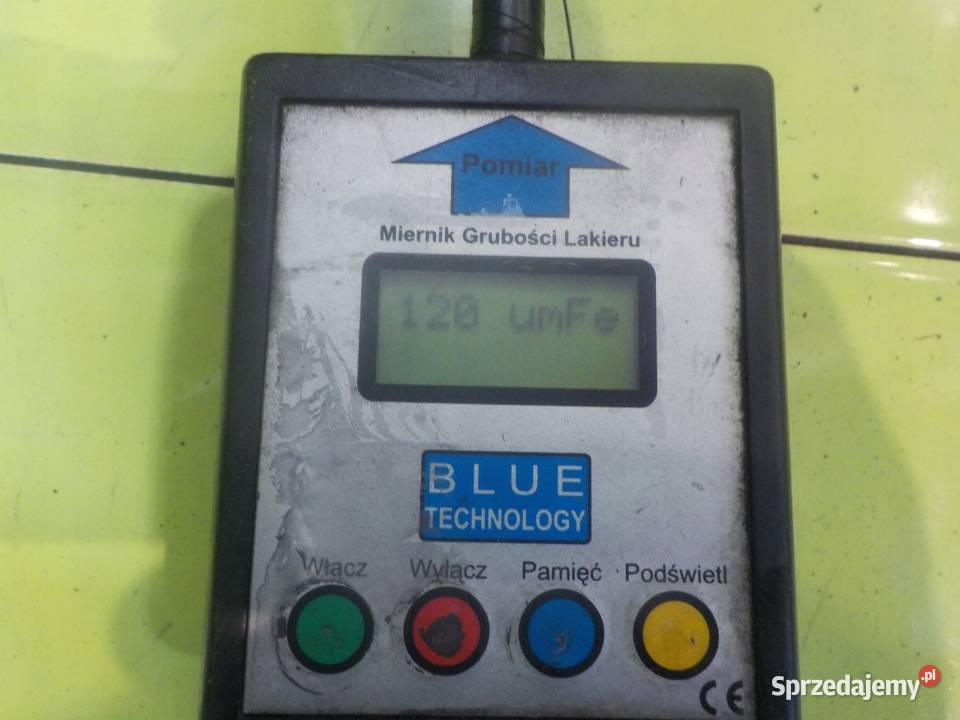 Pomiar
Miernik Grubości Lakieru
120 umFe
BLUE
TECHNOLOGY
Włącz Wyłącz Pamięć Podświetl
CE
Sprzedajemy.pl